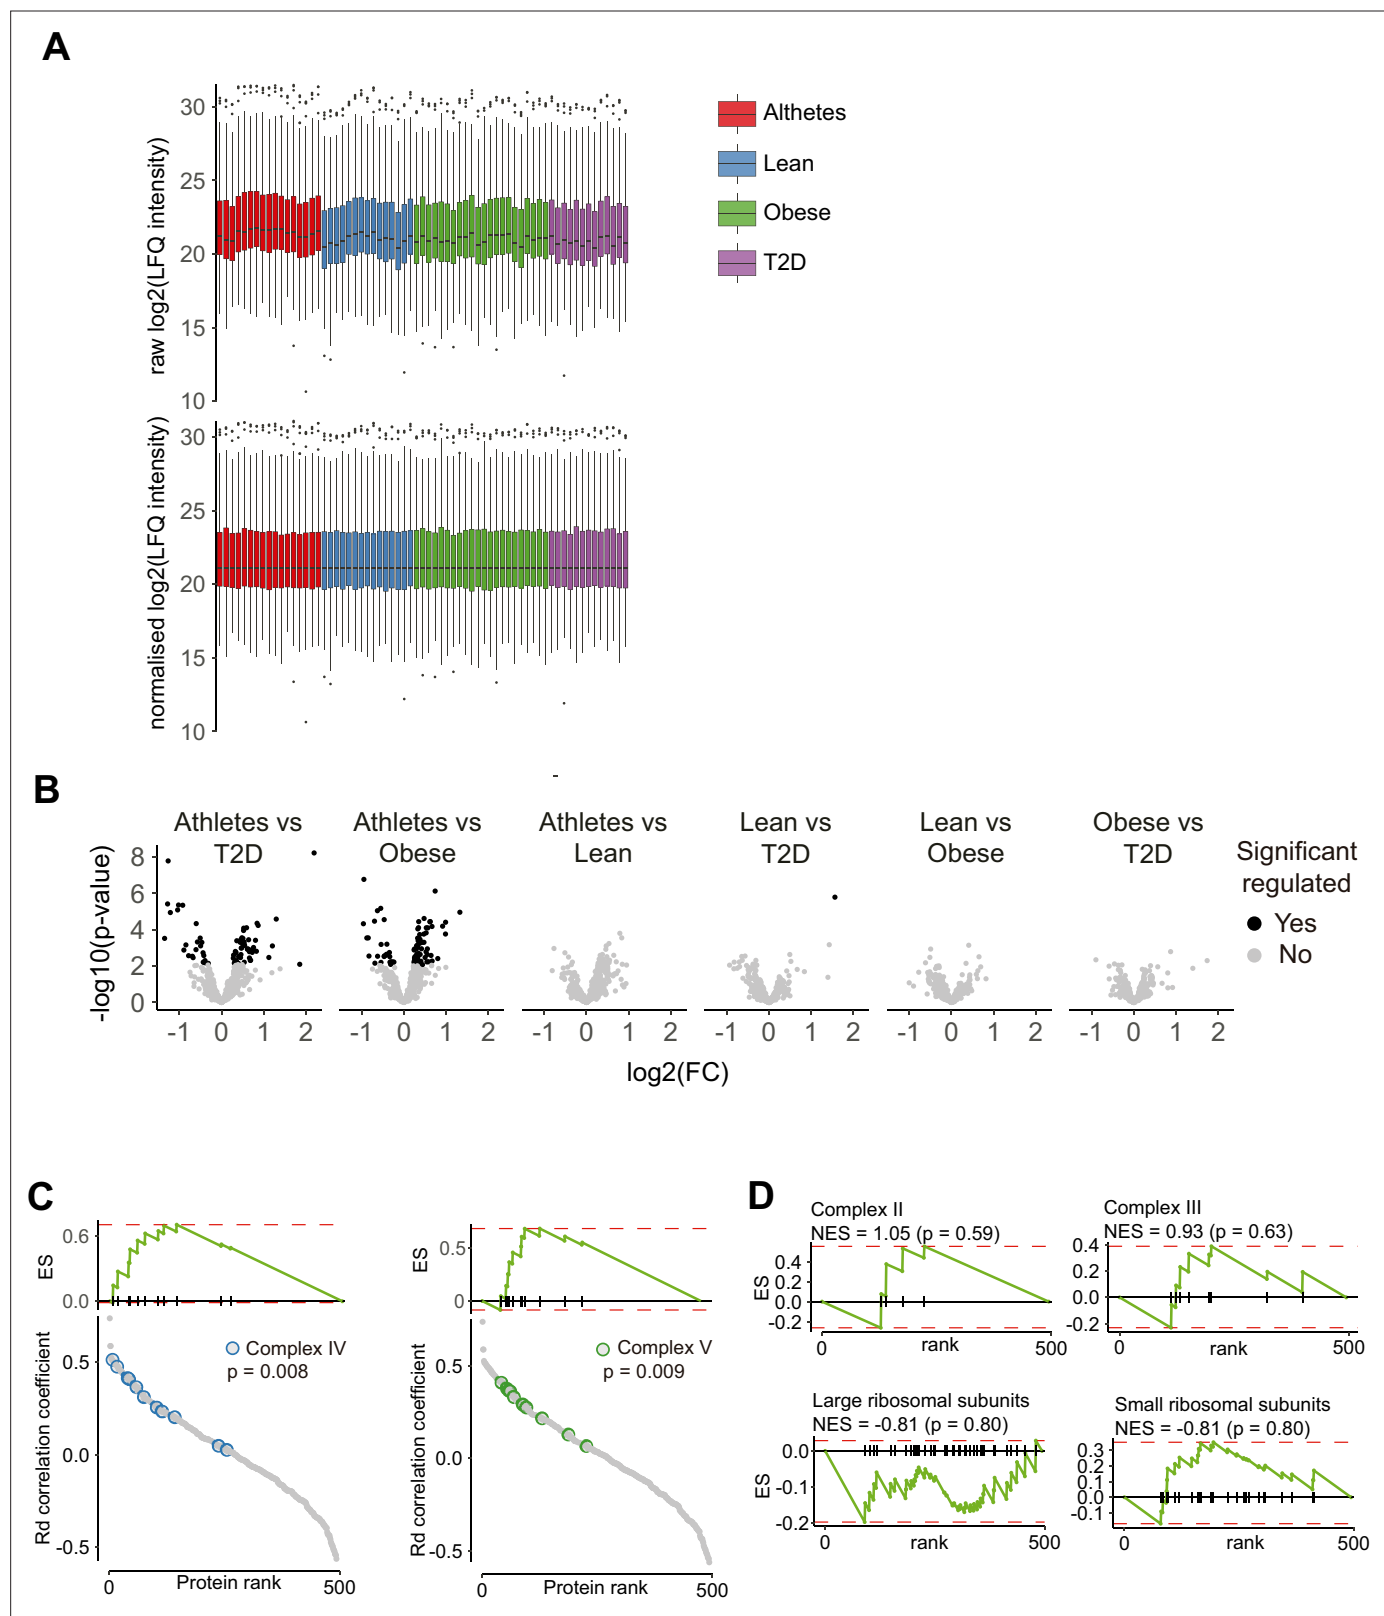 A
raw log2(LFQ intensity)
30
25
20
15
10
Althetes
Lean
Obese
T2D
normalised log2(LFQ intensity)
30
25
20
15
10
B
Athletes vs
T2D
Athletes vs
Obese
Athletes vs
Lean
Lean vs
T2D
Lean vs
Obese
Obese vs
T2D
-log10(p-value)
8
6
4
2
0
-1 0 1 2
-1 0 1 2
-1 0 1 2
-1 0 1 2
-1 0 1 2
-1 0 1 2
log2(FC)
Significant
regulated
Yes
No
C
ES
0.6
0.0
Rd correlation coefficient
0.5
0.0
-0.5
Complex IV
p = 0.008
0 500
Protein rank
ES
0.5
0
Rd correlation coefficient
0.5
0.0
-0.5
Complex V
p = 0.009
0 500
Protein rank
D
Complex II
NES = 1.05 (p = 0.59)
ES
0.4
0.2
0.0
-0.2
0 500
rank
Complex III
NES = 0.93 (p = 0.63)
0.4
0.2
0.0
-0.2
0 500
rank
Large ribosomal subunits
NES = -0.81 (p = 0.80)
ES
0.0
-0.1
-0.2
0 500
rank
Small ribosomal subunits
NES = -0.81 (p = 0.80)
0.3
0.2
0.1
0.0
-0.1
0 500
rank